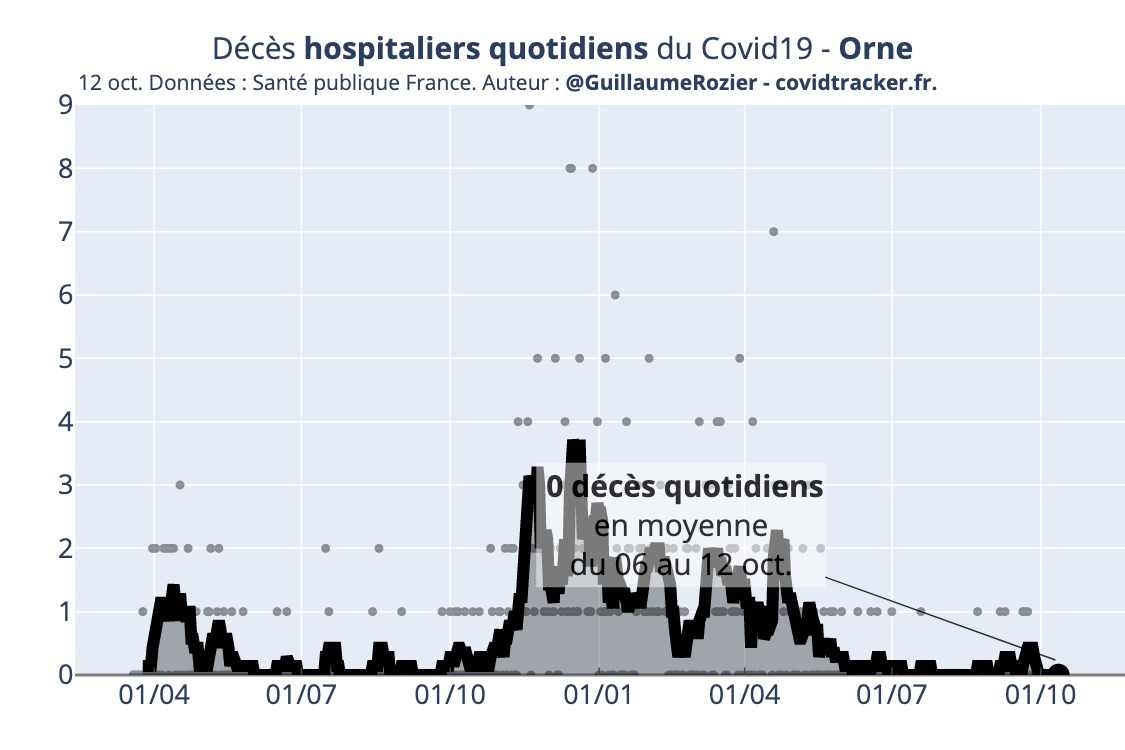 Décès hospitaliers quotidiens du Covid19 - Orne
12 oct. Données : Santé publique France. Auteur : @GuillaumeRozier - covidtracker.fr.
9
8
7
6
5
4
3
2
1
0
0 décès quotidiens
en moyenne
du 06 au 12 oct.
01/04 01/07 01/10 01/01 01/04 01/07 01/10